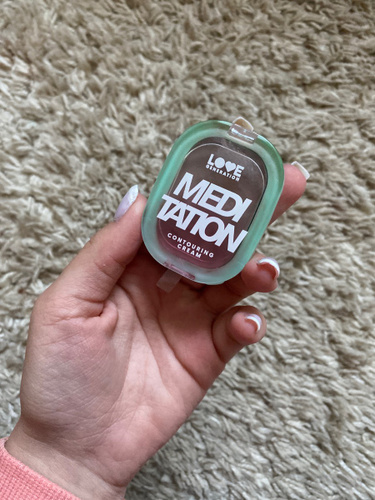 LOVE
GENERATION
MEDI
TATION
CONTOURING
CREAM